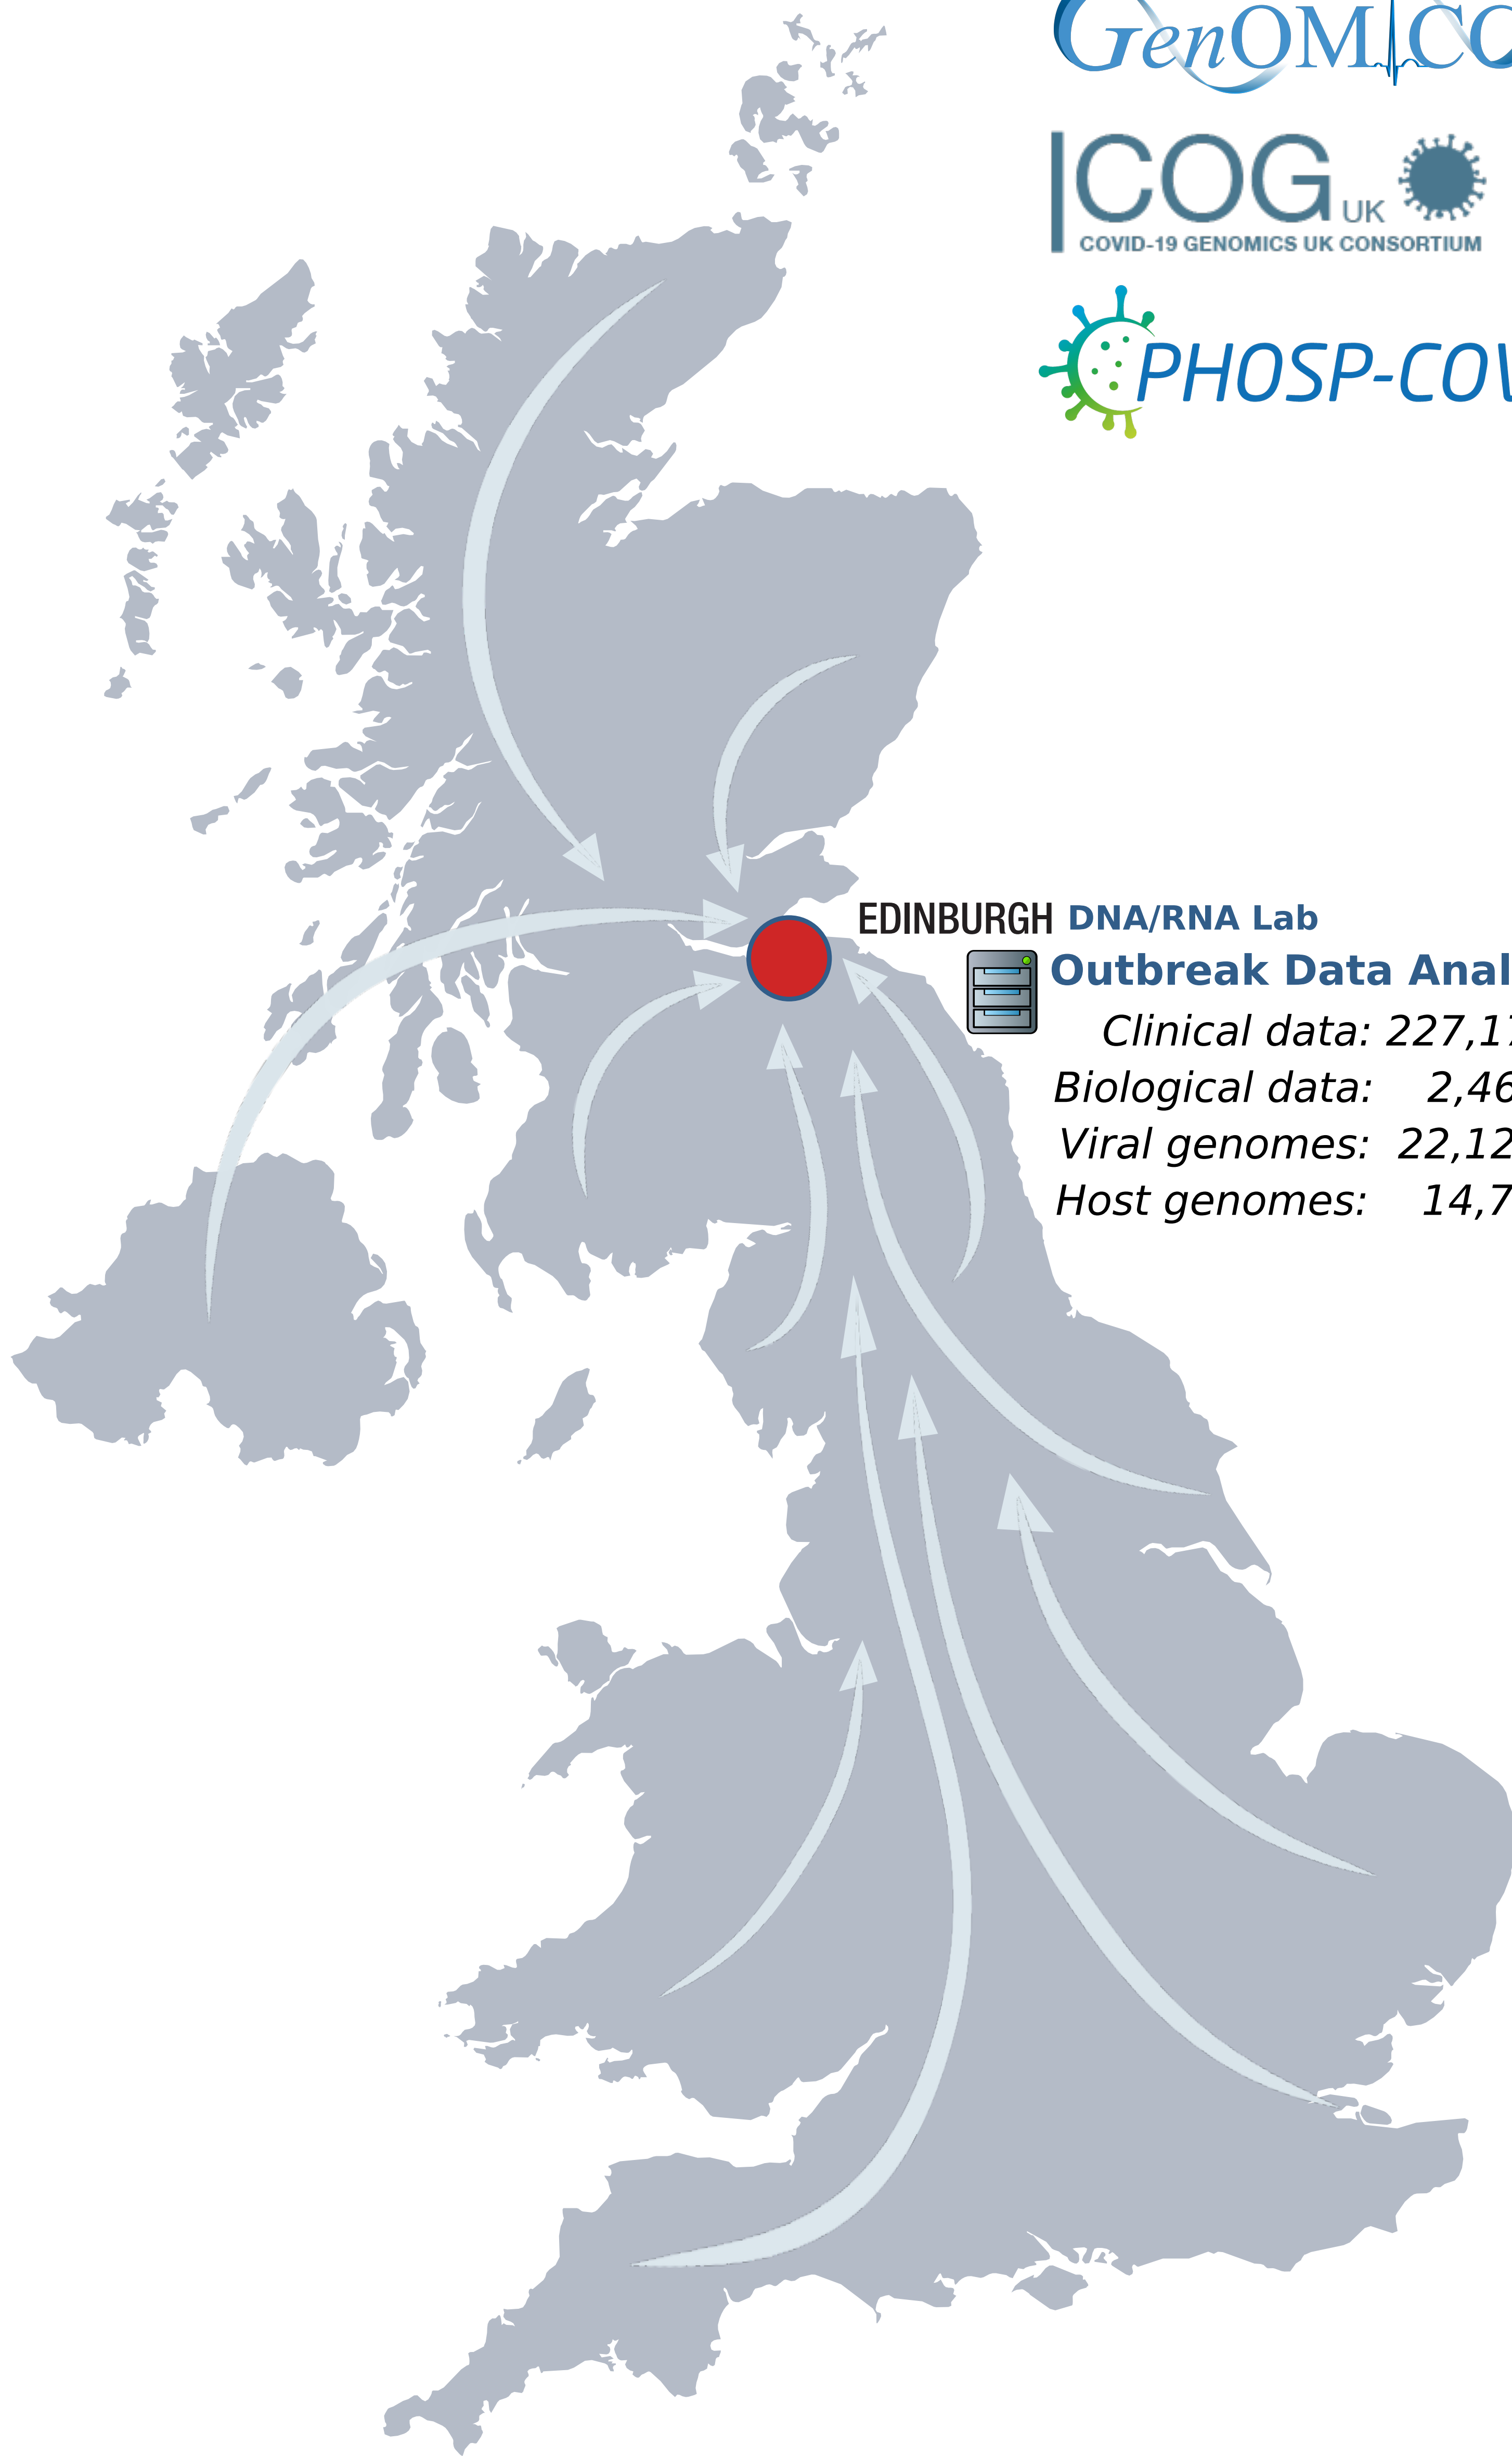 GenOMICC
COG UK
COVID-19 GENOMICS UK CONSORTIUM
PHOSP-COV
EDINBURGH DNA/RNA Lab
Outbreak Data Anal
Clinical data: 227,17
Biological data: 2,46
Viral genomes: 22,12
Host genomes: 14,7